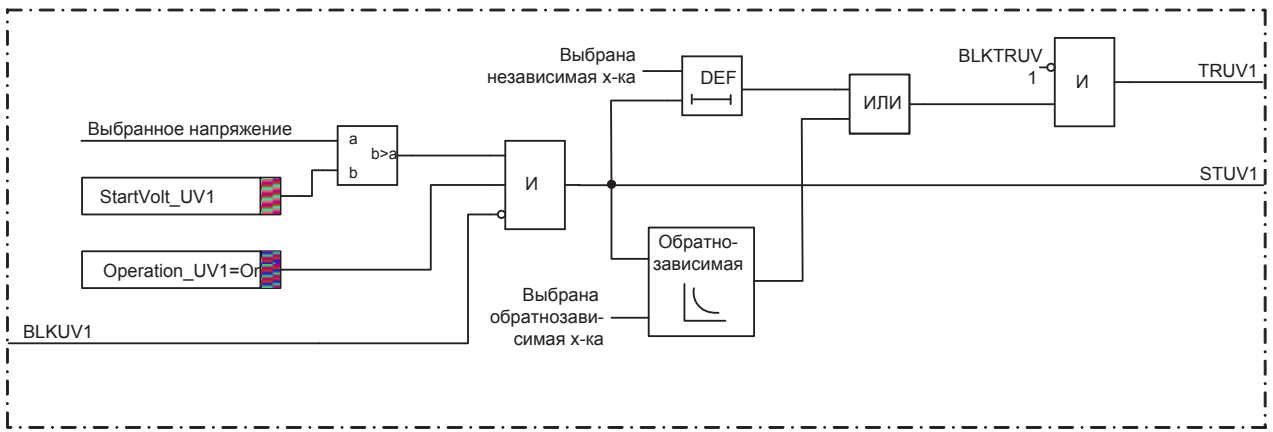 Выбрана
независимая х-ка
DEF
ИЛИ
BLKTRUV
1
И
TRUV1
Выбранное напряжение
a
b>a
b
StartVolt_UV1
И
STUV1
Operation_UV1=On
Обратно-
зависимая
Выбрана
обратнозави-
симая х-ка
BLKUV1